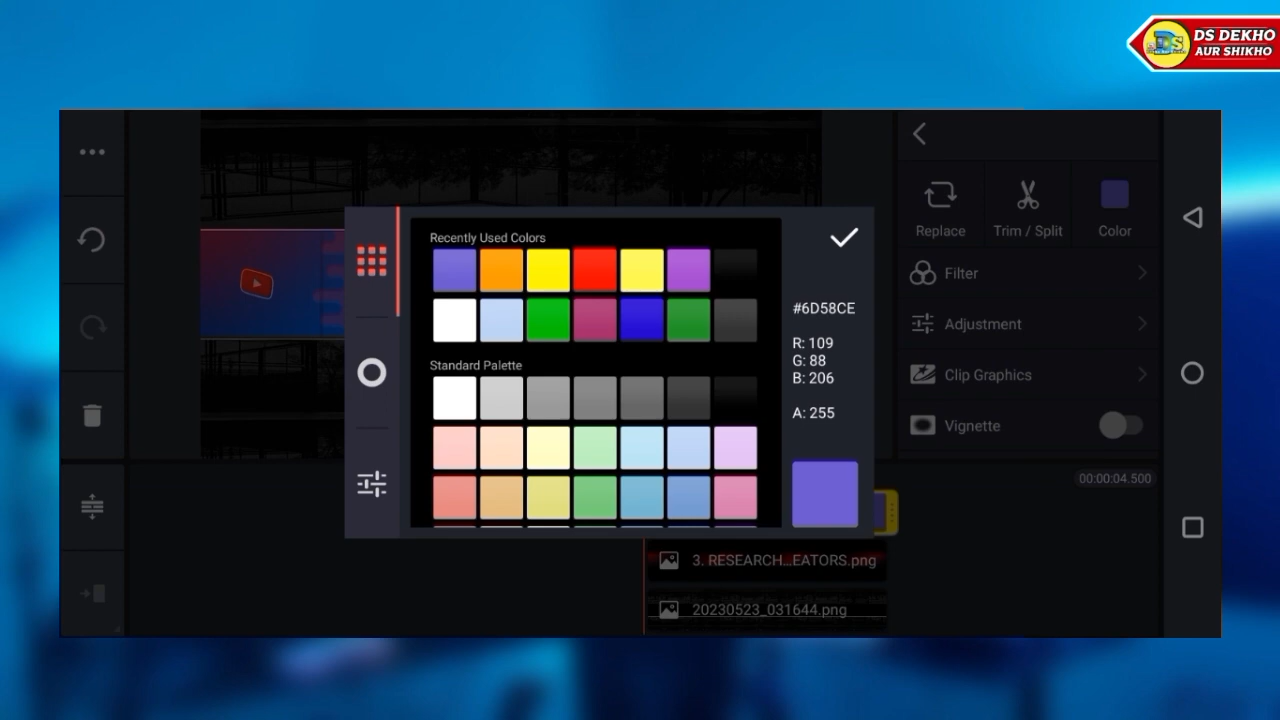 DS DEKHO
AUR SHIKHO
Replace
Trim / Split
Color
Recently Used Colors
Filter
#6D58CE
Adjustment
R: 109
G: 88
B: 206
Standard Palette
Clip Graphics
A: 255
Vignette
00:00:04.500
3. RESEARCH...EATORS.png
20230523_031644.png